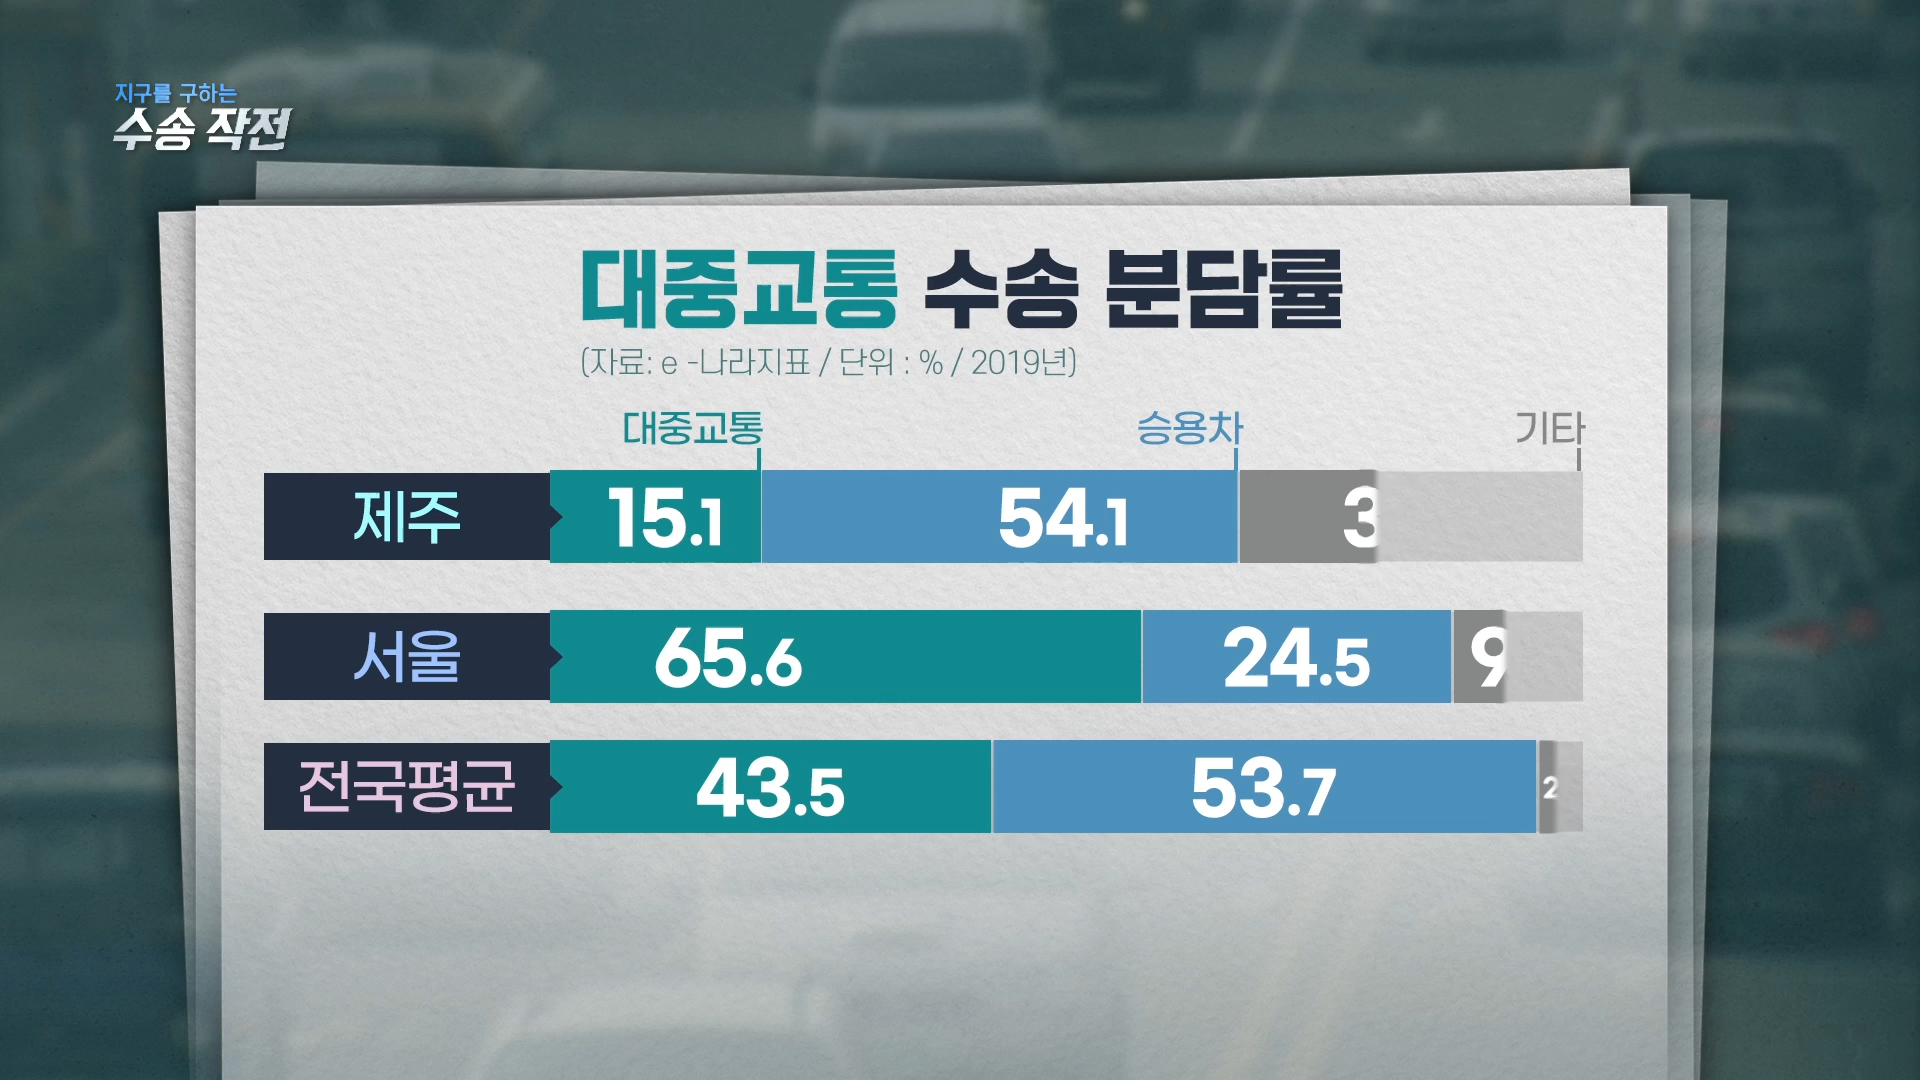 지구를 구하는
수송 작전
대중교통 수송 분담률
(자료: e -나라지표 / 단위 : % / 2019년)
대중교통 승용차 기타
제주 15.1 54.1 3
서울 65.6 24.5 9
전국평균 43.5 53.7 2